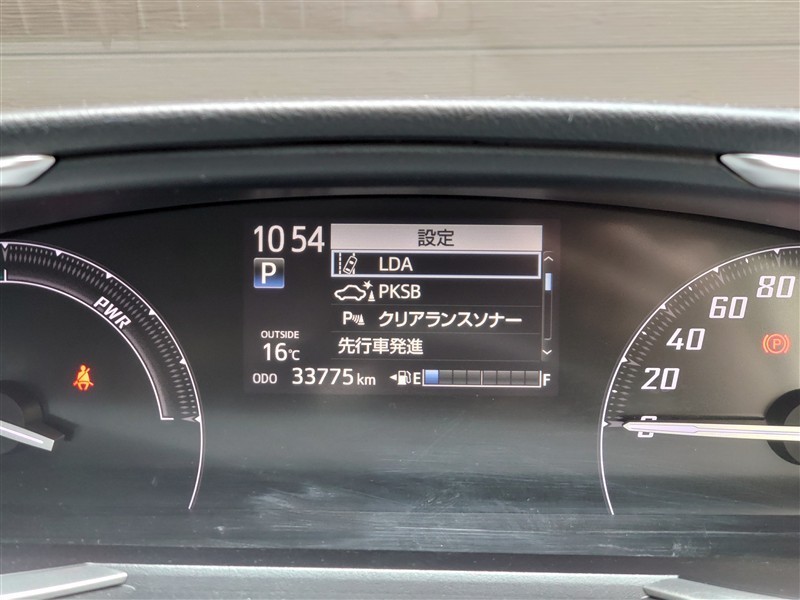 10 54
設定
P
LDA
PKSB
P クリアランスソナー
先行車発進
OUTSIDE
16℃
ODO 33775 km
E F
PWR
0
20
40
60
80
P